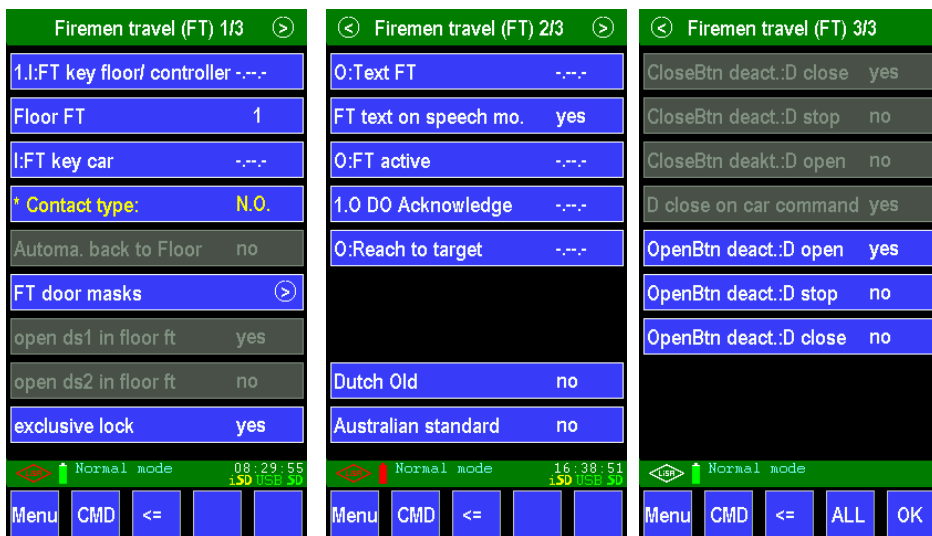 Firemen travel (FT) 1/3 >
1.I:FT key floor/ controller -.--.-
Floor FT 1
I:FT key car -.--.-
* Contact type: N.O.
Automa. back to Floor no
FT door masks >
open ds1 in floor ft yes
open ds2 in floor ft no
exclusive lock yes
LiSA Normal mode 08:29:55
iSD USB SD
Menu CMD <=
< Firemen travel (FT) 2/3 >
O:Text FT -.--.-
FT text on speech mo. yes
O:FT active -.--.-
1.O DO Acknowledge -.--.-
O:Reach to target -.--.-
Dutch Old no
Australian standard no
LiSA Normal mode 16:38:51
iSD USB SD
Menu CMD <=
< Firemen travel (FT) 3/3
CloseBtn deact.:D close yes
CloseBtn deact.:D stop no
CloseBtn deakt.:D open no
D close on car command yes
OpenBtn deact.:D open yes
OpenBtn deact.:D stop no
OpenBtn deact.:D close no
LiSA Normal mode
Menu CMD <= ALL OK